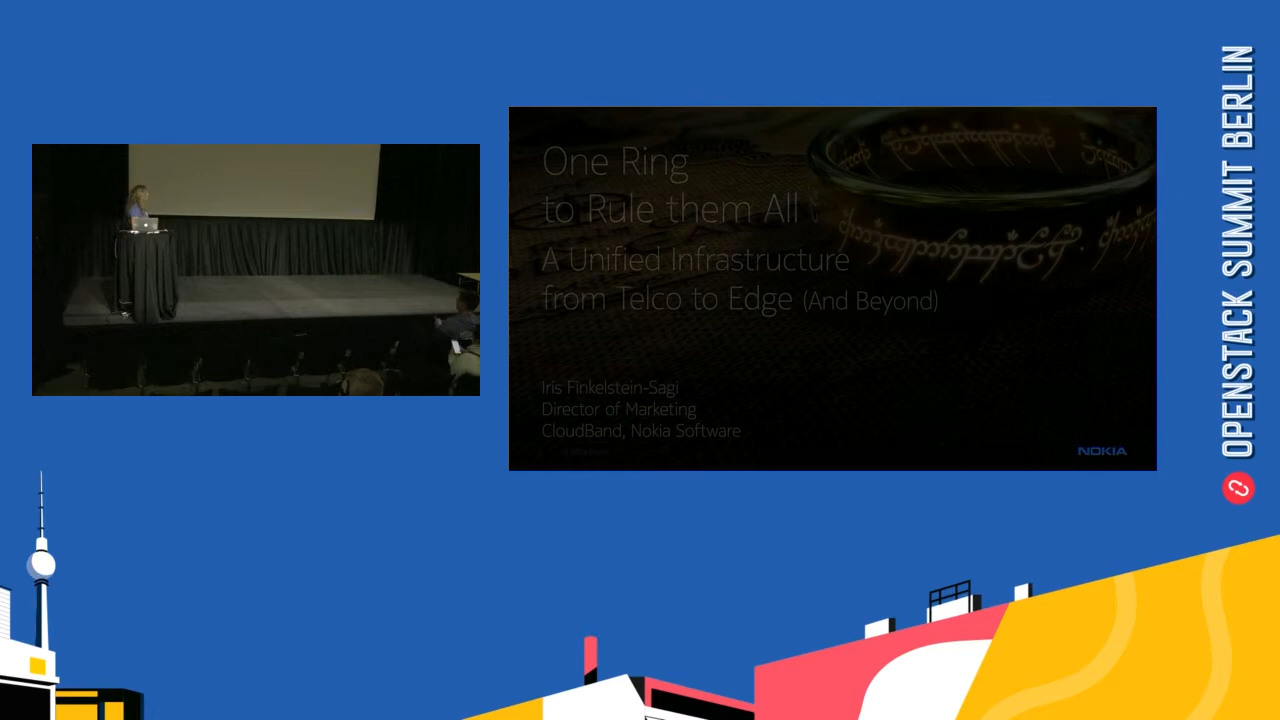 One Ring
to Rule them All
A Unified Infrastructure
from Telco to Edge (And Beyond)
Iris Finkelstein-Sagi
Director of Marketing
CloudBand, Nokia Software
NOKIA
OPENSTACK SUMMIT BERLIN